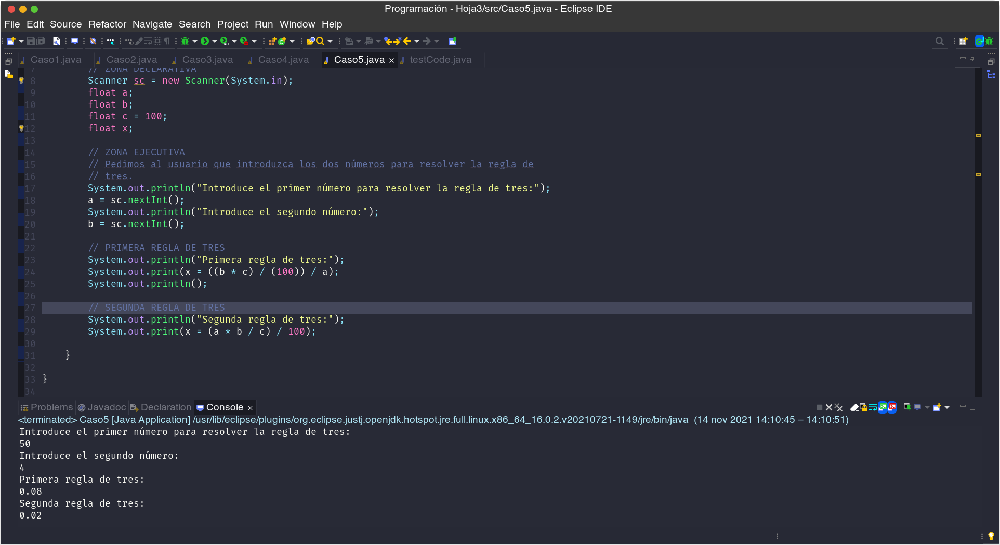 Programación - Hoja3/src/Caso5.java - Eclipse IDE
File Edit Source Refactor Navigate Search Project Run Window Help
Caso1.java Caso2.java Caso3.java Caso4.java Caso5.java testCode.java
7 // ZONA DECLARATIVA
8 Scanner sc = new Scanner(System.in);
9 float a;
10 float b;
11 float c = 100;
12 float x;
13
14 // ZONA EJECUTIVA
15 // Pedimos al usuario que introduzca los dos números para resolver la regla de
16 // tres.
17 System.out.println("Introduce el primer número para resolver la regla de tres:");
18 a = sc.nextInt();
19 System.out.println("Introduce el segundo número:");
20 b = sc.nextInt();
21
22 // PRIMERA REGLA DE TRES
23 System.out.println("Primera regla de tres:");
24 System.out.print(x = ((b * c) / (100)) / a);
25 System.out.println();
26
27 // SEGUNDA REGLA DE TRES
28 System.out.println("Segunda regla de tres:");
29 System.out.print(x = (a * b / c) / 100);
30
31 }
32
33 }
34
Problems @ Javadoc Declaration Console
<terminated> Caso5 [Java Application] /usr/lib/eclipse/plugins/org.eclipse.justj.openjdk.hotspot.jre.full.linux.x86_64_16.0.2.v20210721-1149/jre/bin/java (14 nov 2021 14:10:45 – 14:10:51)
Introduce el primer número para resolver la regla de tres:
50
Introduce el segundo número:
4
Primera regla de tres:
0.08
Segunda regla de tres:
0.02